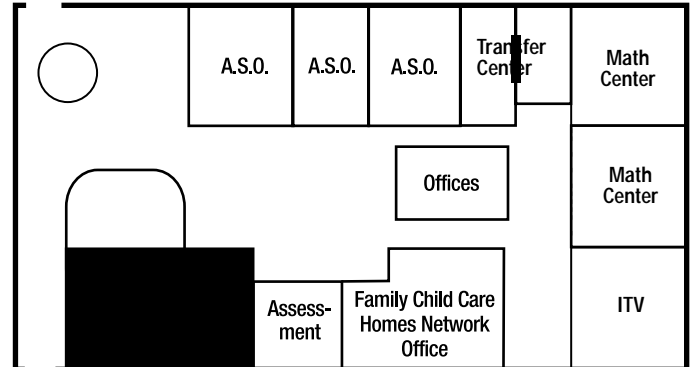 A.S.O.
A.S.O.
A.S.O.
Transfer
Center
Math
Center
Offices
Math
Center
Assess-
ment
Family Child Care
Homes Network
Office
ITV